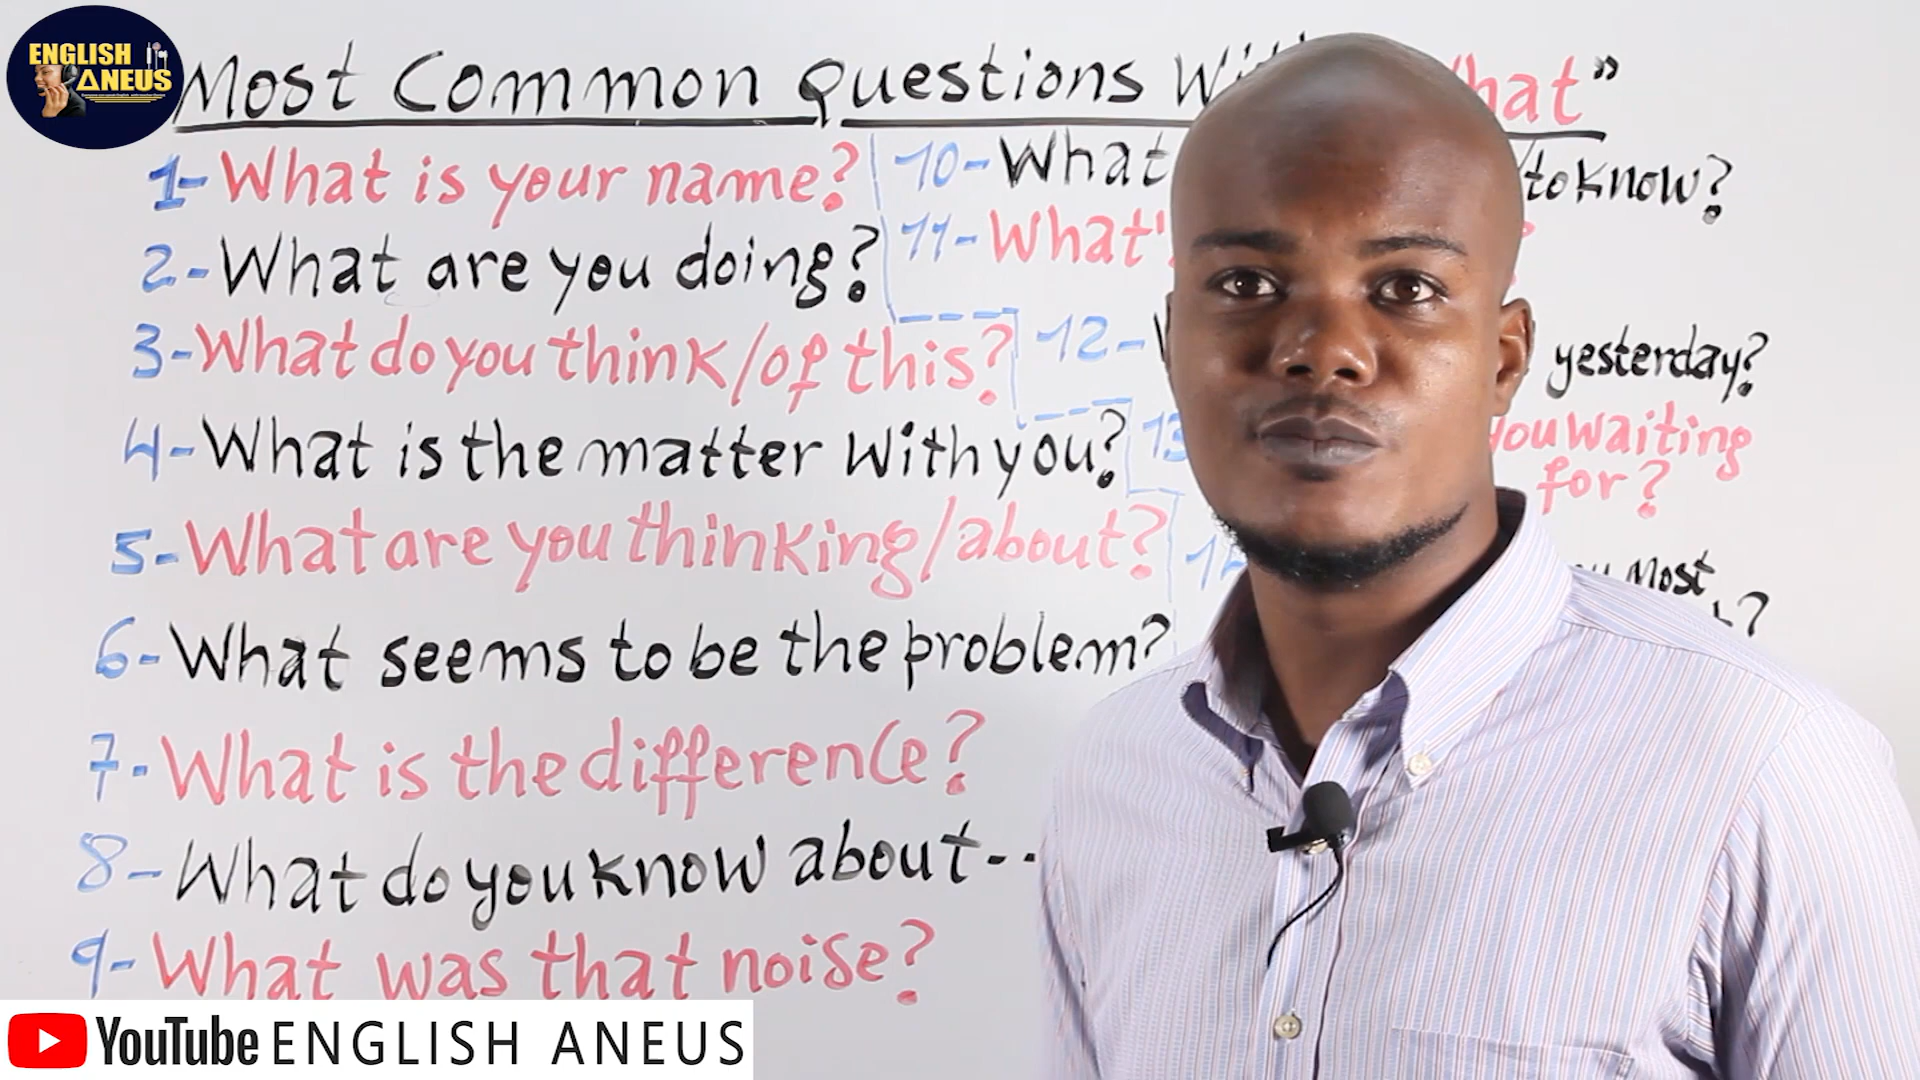 ENGLISH
ANEUS
Most Common Questions With "What"
1- What is your name?
2- What are you doing?
3- What do you think/of this?
4- What is the matter with you?
5- What are you thinking/about?
6- What seems to be the problem?
7- What is the difference?
8- What do you know about--
9- What was that noise?
10- What /to know?
11- What' ?
12- yesterday?
13 you waiting
for?
Most
YouTube ENGLISH ANEUS